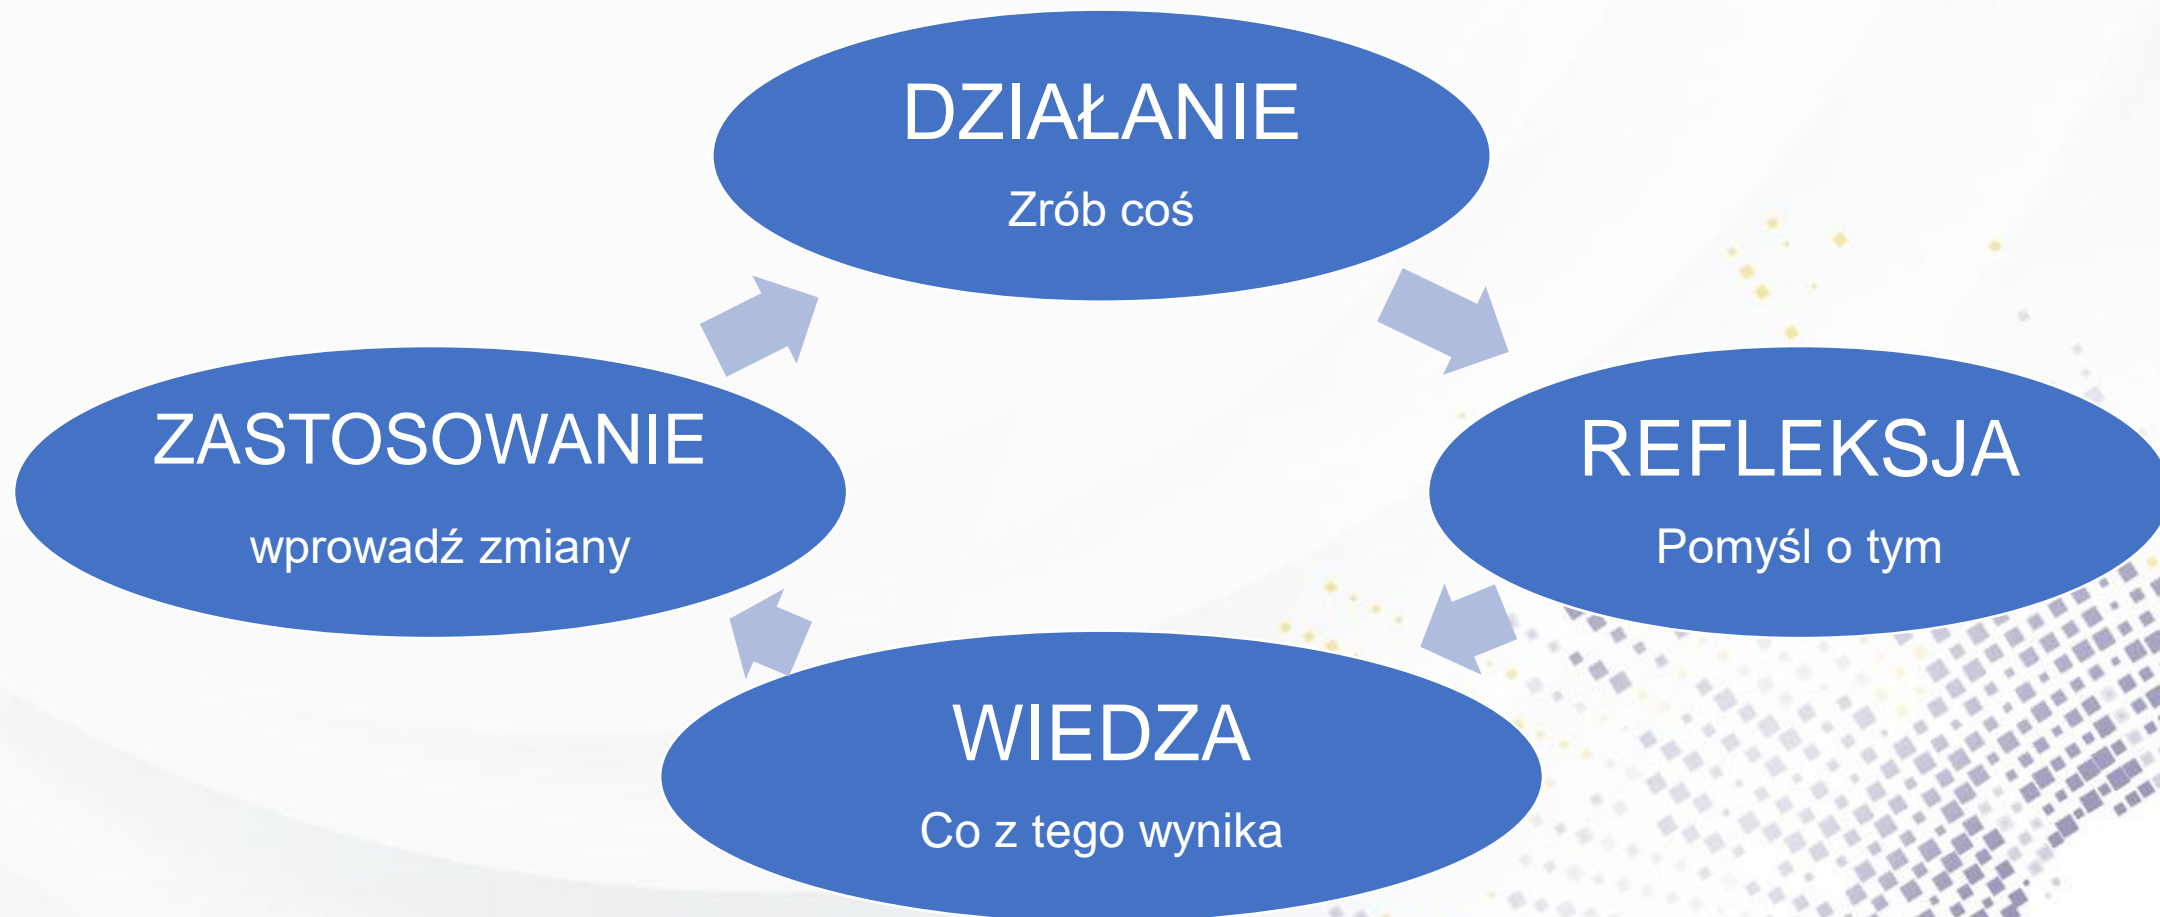 DZIAŁANIE
Zrób coś
ZASTOSOWANIE
wprowadź zmiany
REFLEKSJA
Pomyśl o tym
WIEDZA
Co z tego wynika